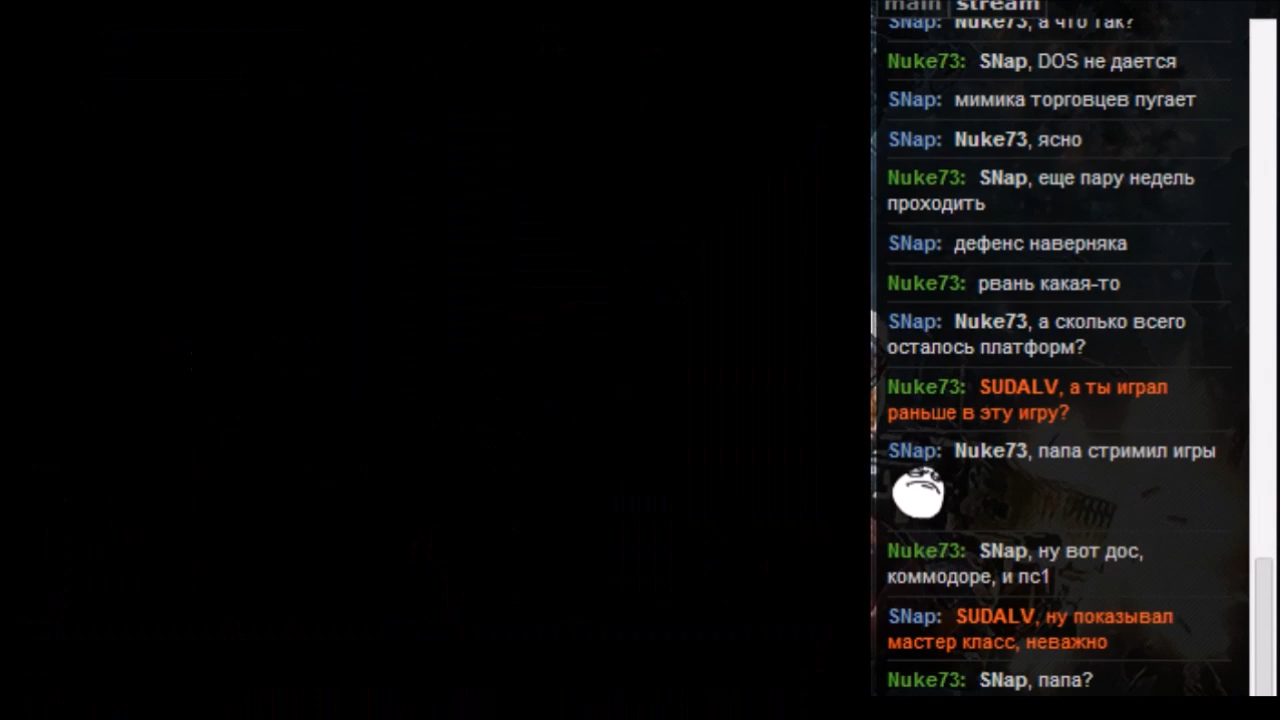 main stream
SNap: Nuke73, а что так?
Nuke73: SNap, DOS не дается
SNap: мимика торговцев пугает
SNap: Nuke73, ясно
Nuke73: SNap, еще пару недель
проходить
SNap: дефенс наверняка
Nuke73: рвань какая-то
SNap: Nuke73, а сколько всего
осталось платформ?
Nuke73: SUDALV, а ты играл
раньше в эту игру?
SNap: Nuke73, папа стримил игры
Nuke73: SNap, ну вот дос,
коммодоре, и пс1
SNap: SUDALV, ну показывал
мастер класс, неважно
Nuke73: SNap, папа?